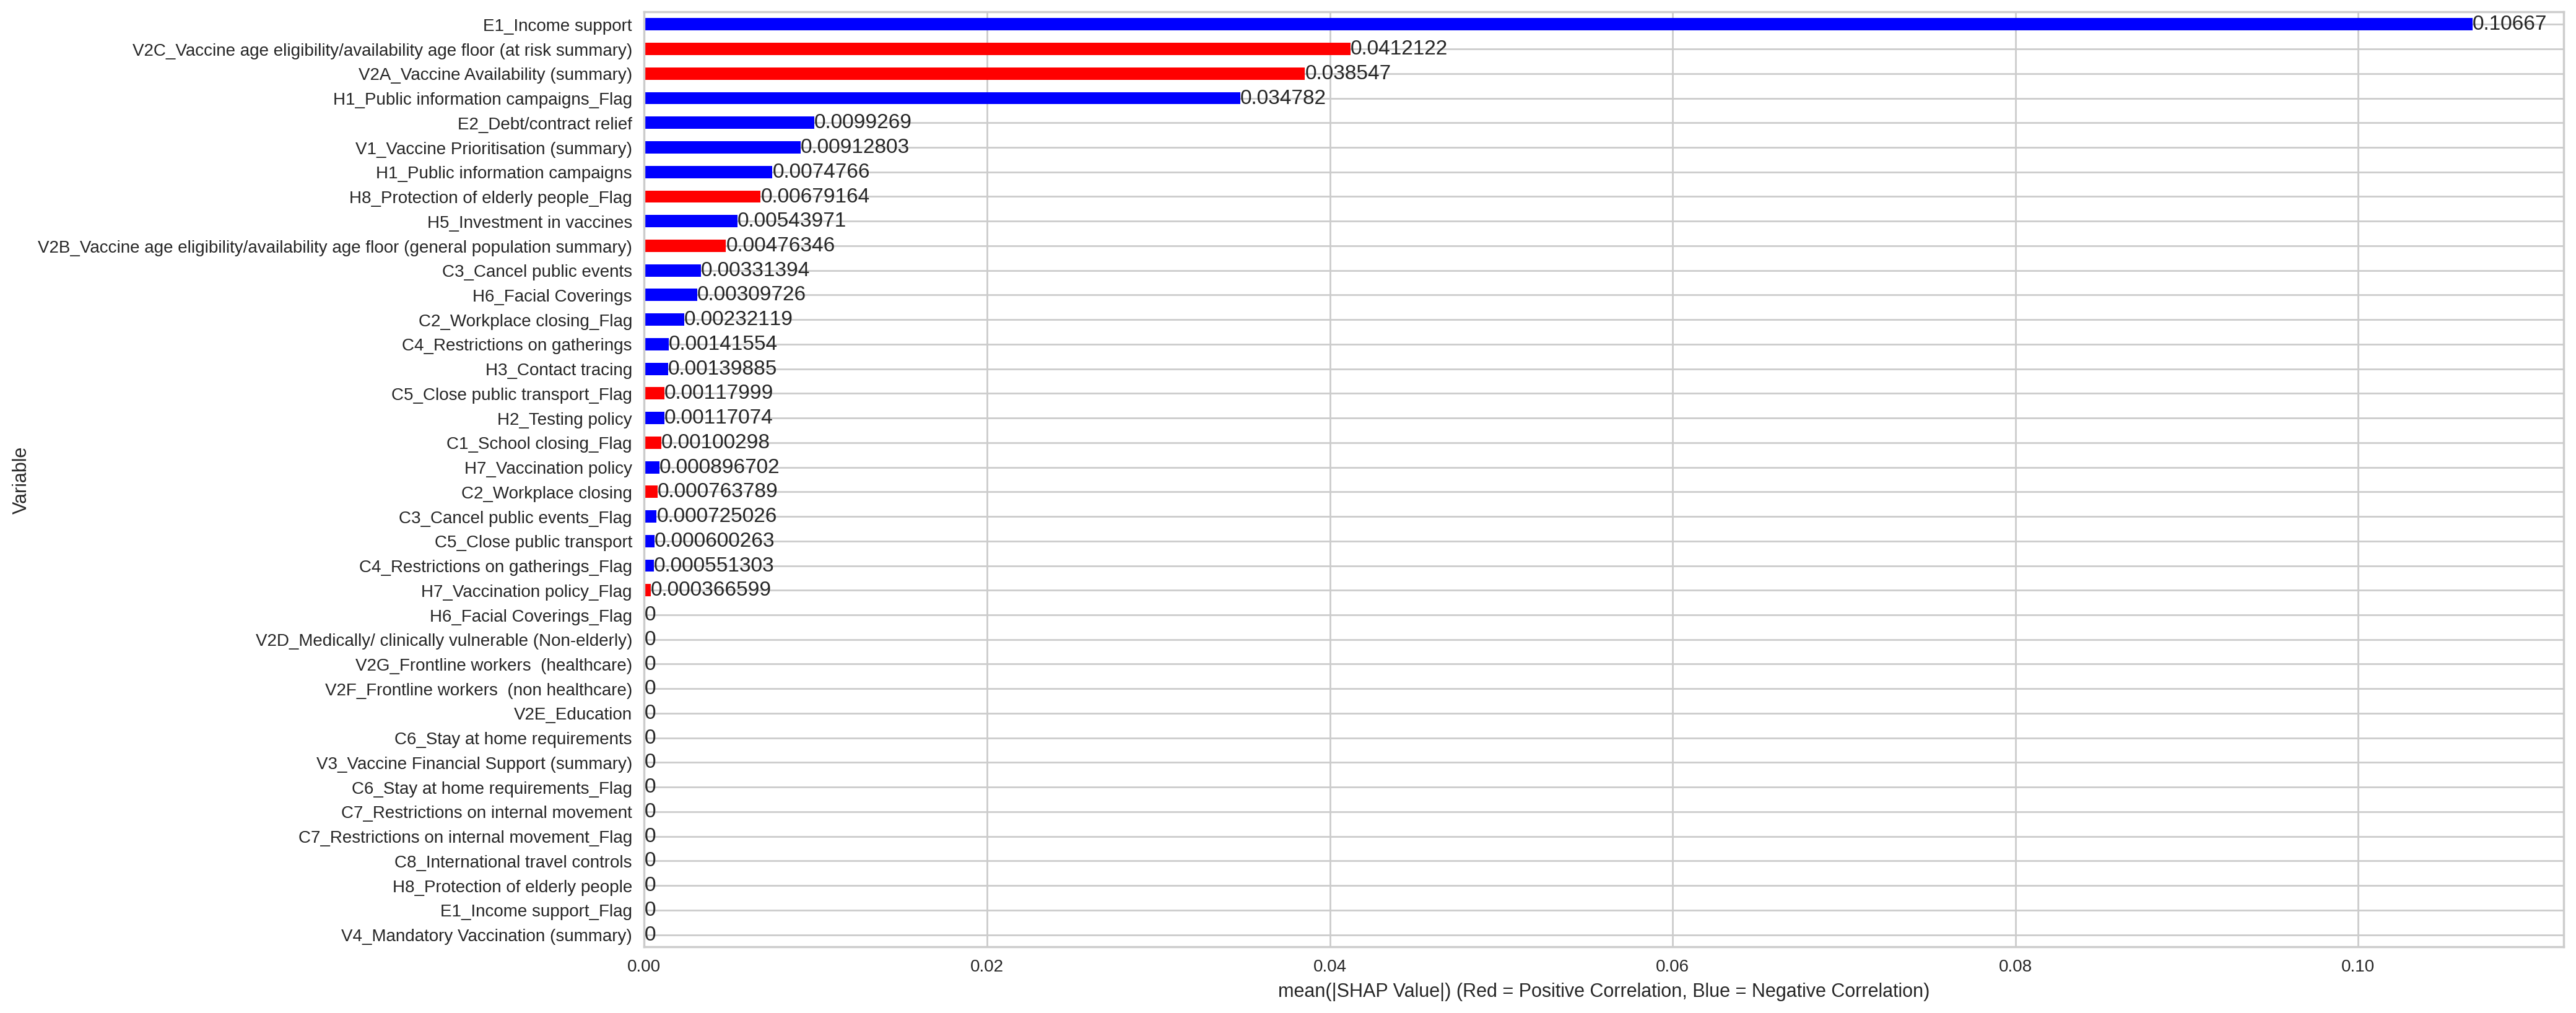 E1_Income support 0.10667
V2C_Vaccine age eligibility/availability age floor (at risk summary) 0.0412122
V2A_Vaccine Availability (summary) 0.038547
H1_Public information campaigns_Flag 0.034782
E2_Debt/contract relief 0.0099269
V1_Vaccine Prioritisation (summary) 0.00912803
H1_Public information campaigns 0.0074766
H8_Protection of elderly people_Flag 0.00679164
H5_Investment in vaccines 0.00543971
V2B_Vaccine age eligibility/availability age floor (general population summary) 0.00476346
C3_Cancel public events 0.00331394
H6_Facial Coverings 0.00309726
C2_Workplace closing_Flag 0.00232119
C4_Restrictions on gatherings 0.00141554
H3_Contact tracing 0.00139885
C5_Close public transport_Flag 0.00117999
H2_Testing policy 0.00117074
C1_School closing_Flag 0.00100298
H7_Vaccination policy 0.000896702
C2_Workplace closing 0.000763789
C3_Cancel public events_Flag 0.000725026
C5_Close public transport 0.000600263
C4_Restrictions on gatherings_Flag 0.000551303
H7_Vaccination policy_Flag 0.000366599
H6_Facial Coverings_Flag 0
V2D_Medically/ clinically vulnerable (Non-elderly) 0
V2G_Frontline workers  (healthcare) 0
V2F_Frontline workers  (non healthcare) 0
V2E_Education 0
C6_Stay at home requirements 0
V3_Vaccine Financial Support (summary) 0
C6_Stay at home requirements_Flag 0
C7_Restrictions on internal movement 0
C7_Restrictions on internal movement_Flag 0
C8_International travel controls 0
H8_Protection of elderly people 0
E1_Income support_Flag 0
V4_Mandatory Vaccination (summary) 0
Variable
0.00 0.02 0.04 0.06 0.08 0.10
mean(|SHAP Value|) (Red = Positive Correlation, Blue = Negative Correlation)